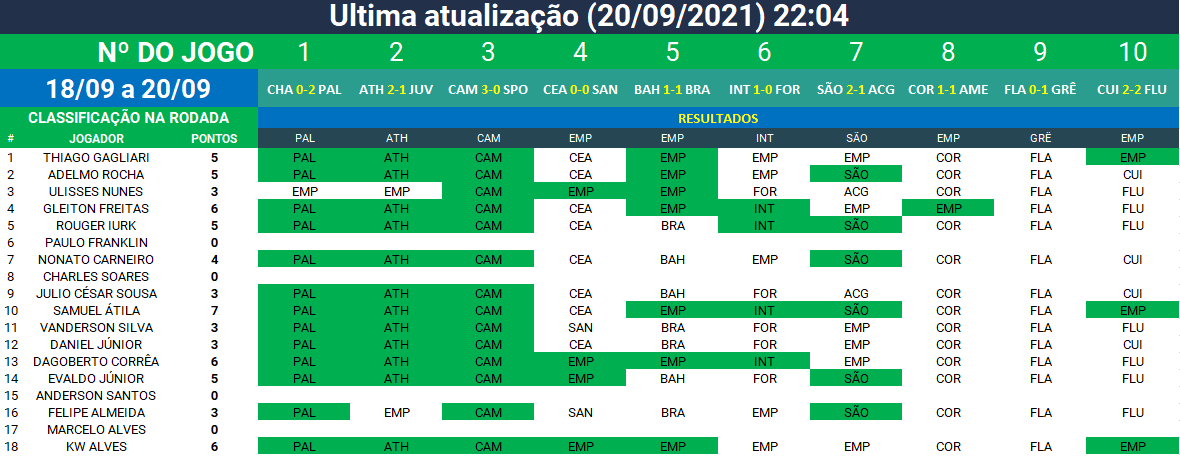 Ultima atualização (20/09/2021) 22:04
Nº DO JOGO 1 2 3 4 5 6 7 8 9 10
18/09 a 20/09 CHA 0-2 PAL ATH 2-1 JUV CAM 3-0 SPO CEA 0-0 SAN BAH 1-1 BRA INT 1-0 FOR SÃO 2-1 ACG COR 1-1 AME FLA 0-1 GRÊ CUI 2-2 FLU
CLASSIFICAÇÃO NA RODADA RESULTADOS
# JOGADOR PONTOS PAL ATH CAM EMP EMP INT SÃO EMP GRÊ EMP
1 THIAGO GAGLIARI 5 PAL ATH CAM CEA EMP EMP EMP COR FLA EMP
2 ADELMO ROCHA 5 PAL ATH CAM CEA EMP EMP SÃO COR FLA CUI
3 ULISSES NUNES 3 EMP EMP CAM EMP EMP FOR ACG COR FLA FLU
4 GLEITON FREITAS 6 PAL ATH CAM CEA EMP INT EMP EMP FLA FLU
5 ROUGER IURK 5 PAL ATH CAM CEA BRA INT SÃO COR FLA FLU
6 PAULO FRANKLIN 0
7 NONATO CARNEIRO 4 PAL ATH CAM CEA BAH EMP SÃO COR FLA CUI
8 CHARLES SOARES 0
9 JULIO CÉSAR SOUSA 3 PAL ATH CAM CEA BAH FOR ACG COR FLA CUI
10 SAMUEL ÁTILA 7 PAL ATH CAM CEA EMP INT SÃO COR FLA EMP
11 VANDERSON SILVA 3 PAL ATH CAM SAN BRA FOR EMP COR FLA FLU
12 DANIEL JÚNIOR 3 PAL ATH CAM CEA BRA FOR EMP COR FLA CUI
13 DAGOBERTO CORRÊA 6 PAL ATH CAM EMP EMP INT EMP COR FLA FLU
14 EVALDO JÚNIOR 5 PAL ATH CAM EMP BAH FOR SÃO COR FLA FLU
15 ANDERSON SANTOS 0
16 FELIPE ALMEIDA 3 PAL EMP CAM SAN BRA EMP SÃO COR FLA FLU
17 MARCELO ALVES 0
18 KW ALVES 6 PAL ATH CAM EMP EMP EMP EMP COR FLA EMP